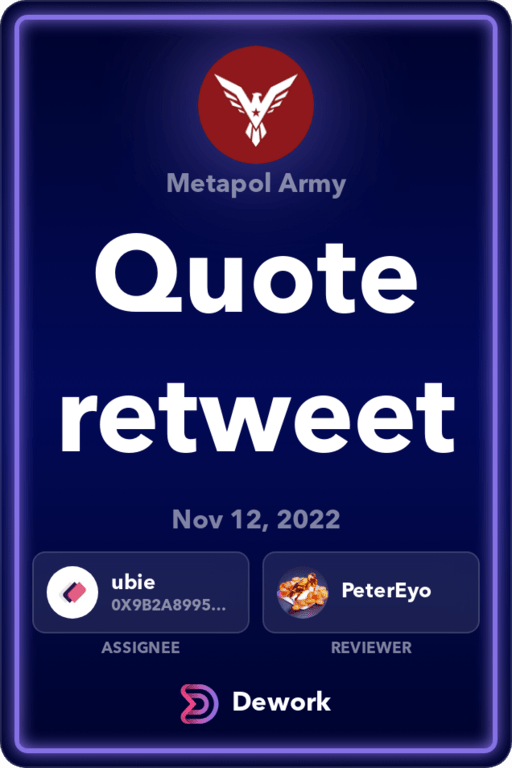 Metapol Army
Quote
retweet
Nov 12, 2022
ubie
0X9B2A8995...
ASSIGNEE
PeterEyo
REVIEWER
Dework